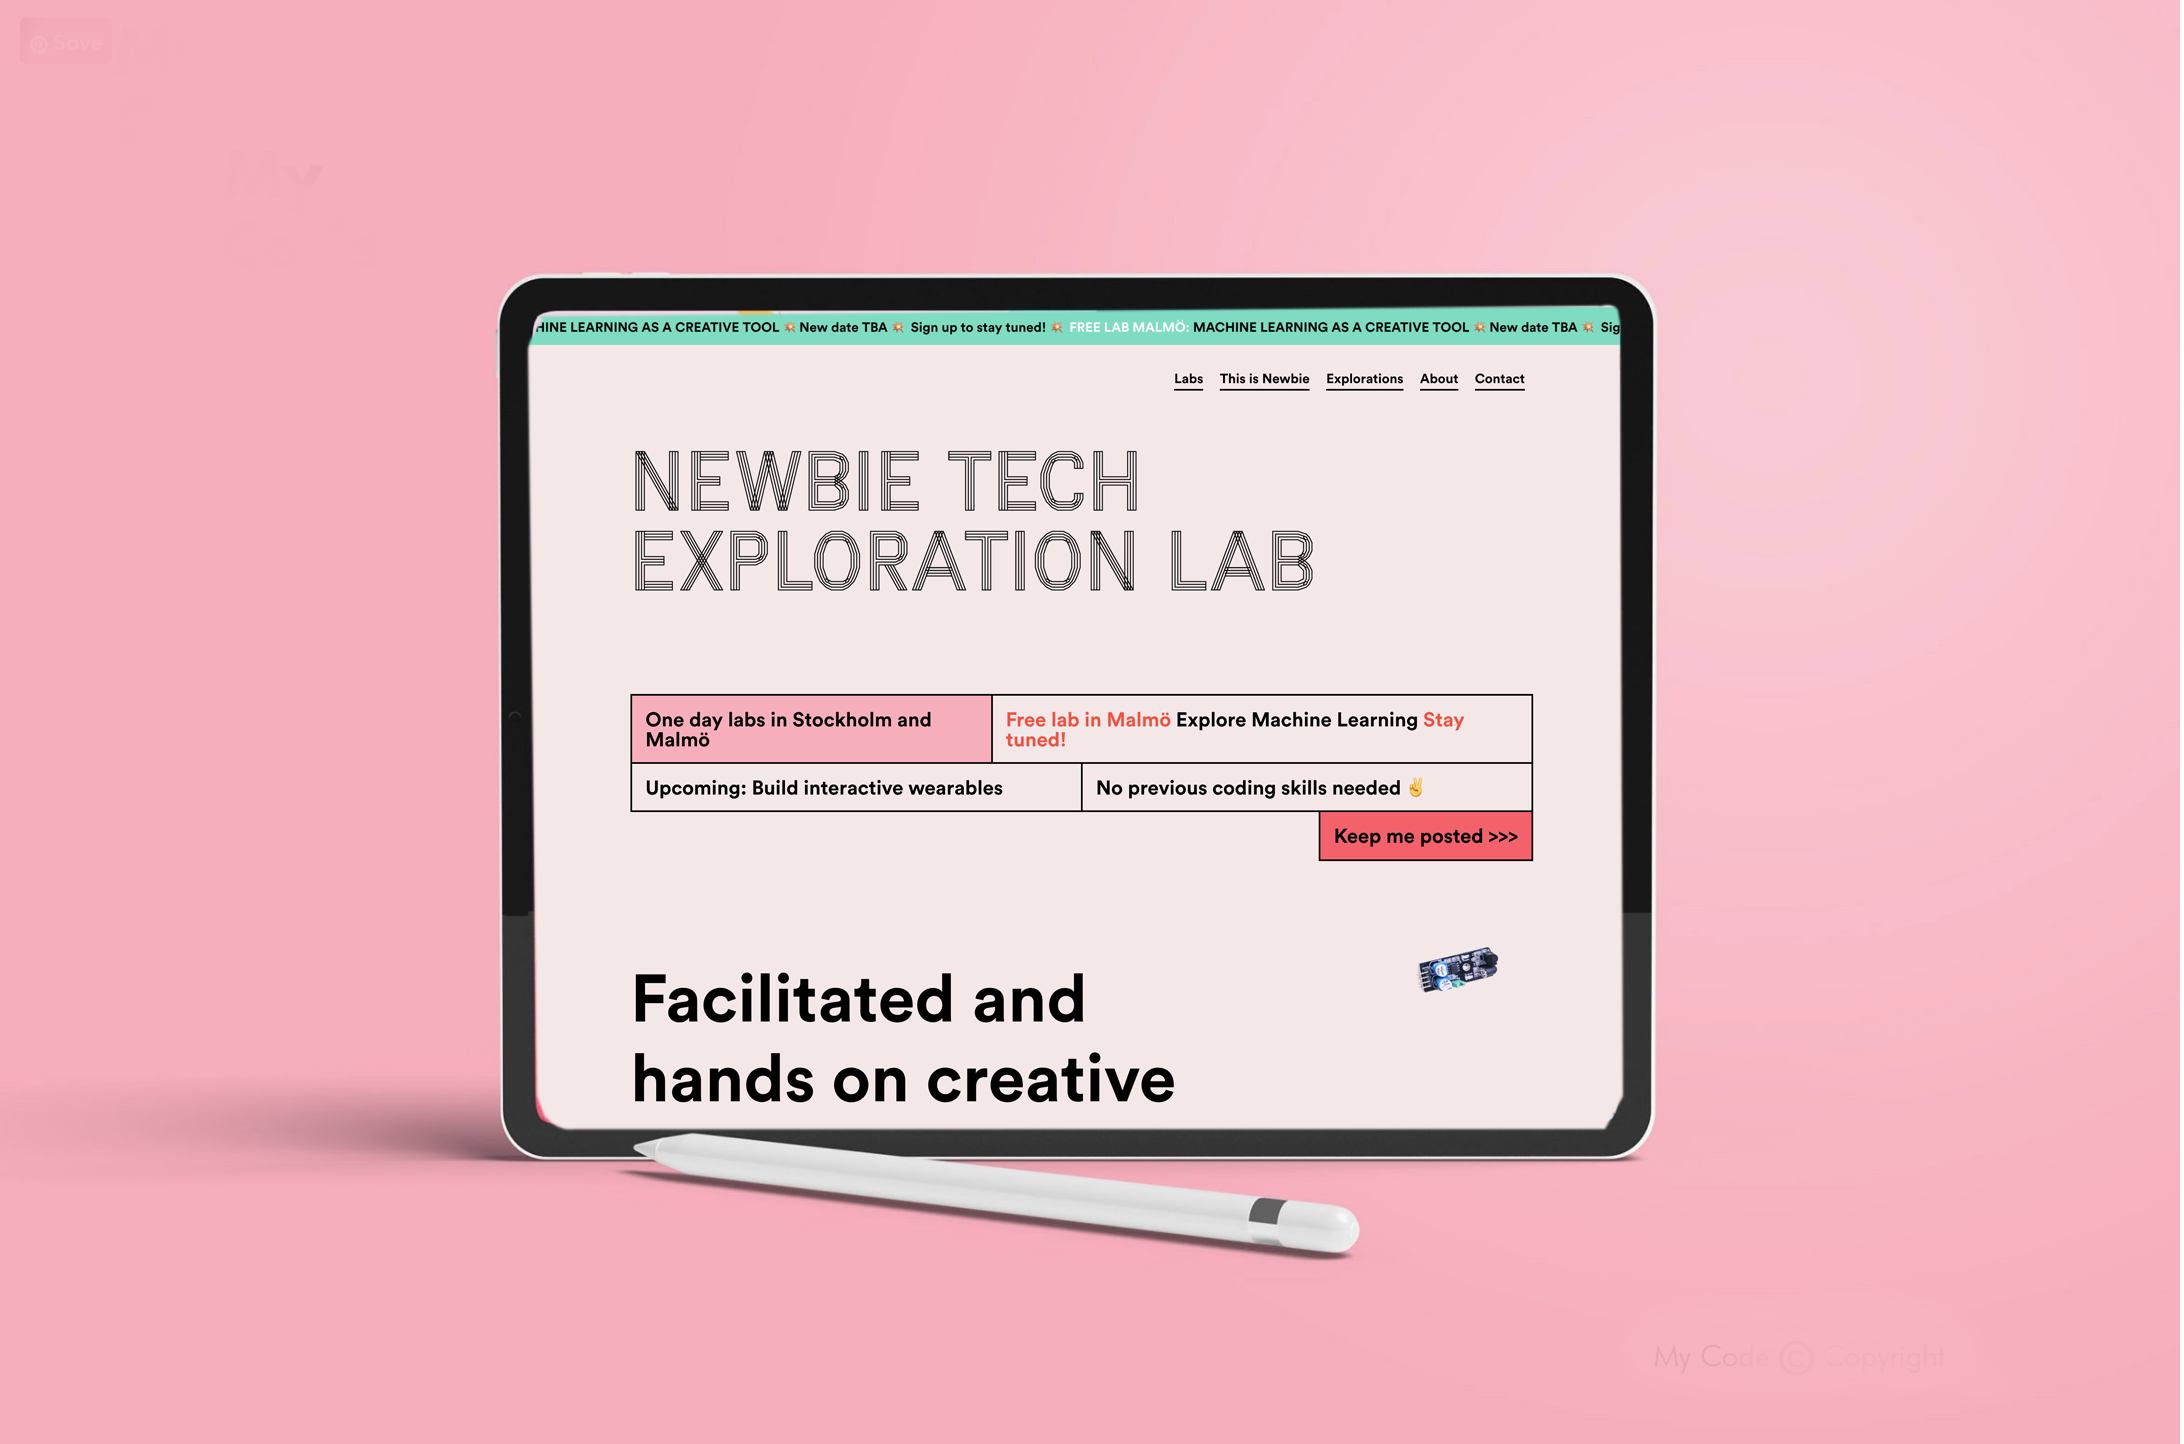 Save
My
HINE LEARNING AS A CREATIVE TOOL 💥 New date TBA 💥 Sign up to stay tuned! 💥 FREE LAB MALMÖ: MACHINE LEARNING AS A CREATIVE TOOL 💥 New date TBA 💥 Sig
Labs This is Newbie Explorations About Contact
NEWBIE TECH
EXPLORATION LAB
One day labs in Stockholm and
Malmö
Free lab in Malmö Explore Machine Learning Stay
tuned!
Upcoming: Build interactive wearables
No previous coding skills needed ✌️
Keep me posted >>>
Facilitated and
hands on creative
My Code © Copyright